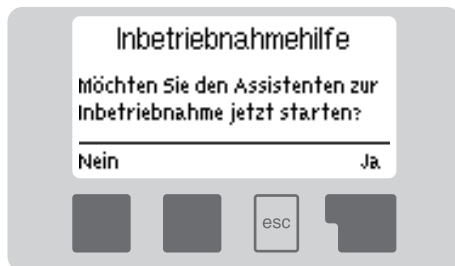 Inbetriebnahmehilfe
Möchten Sie den Assistenten zur
Inbetriebnahme jetzt starten?
Nein Ja
esc